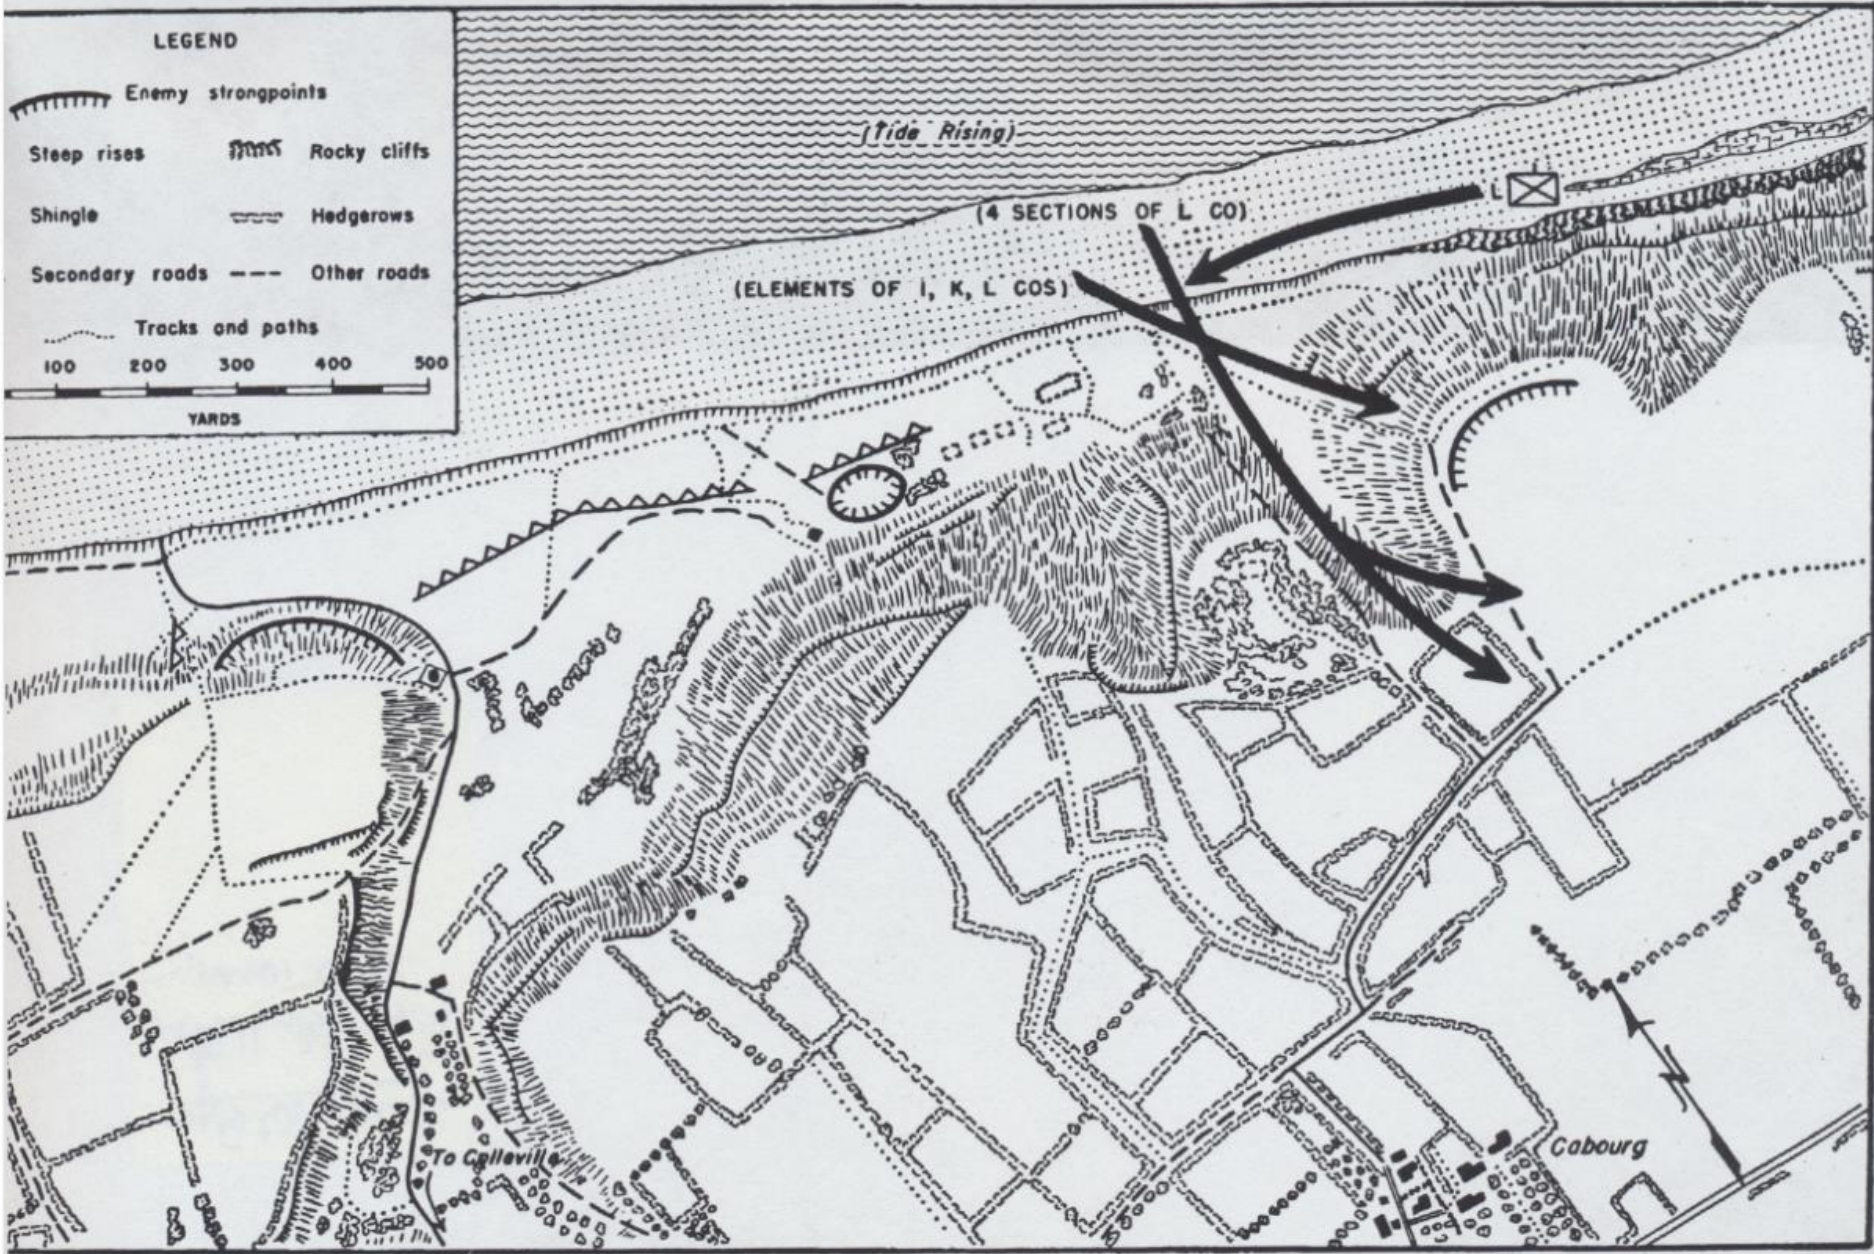 LEGEND
Enemy strongpoints
Steep rises
Rocky cliffs
Shingle
Hedgerows
Secondary roads
Other roads
Tracks and paths
100 200 300 400 500
YARDS
(Tide Rising)
L
(4 SECTIONS OF L CO)
(ELEMENTS OF I, K, L COS)
To Colleville
Cabourg
N